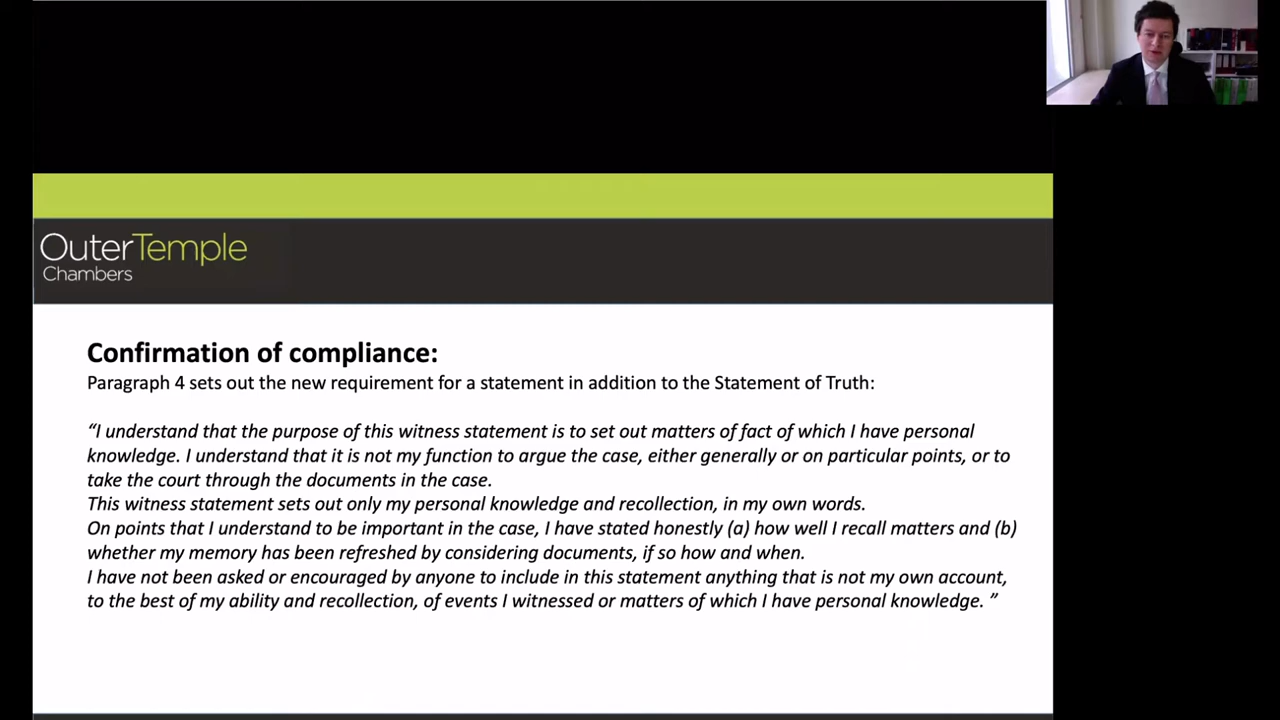 OuterTemple
Chambers
Confirmation of compliance:
Paragraph 4 sets out the new requirement for a statement in addition to the Statement of Truth:
“I understand that the purpose of this witness statement is to set out matters of fact of which I have personal
knowledge. I understand that it is not my function to argue the case, either generally or on particular points, or to
take the court through the documents in the case.
This witness statement sets out only my personal knowledge and recollection, in my own words.
On points that I understand to be important in the case, I have stated honestly (a) how well I recall matters and (b)
whether my memory has been refreshed by considering documents, if so how and when.
I have not been asked or encouraged by anyone to include in this statement anything that is not my own account,
to the best of my ability and recollection, of events I witnessed or matters of which I have personal knowledge. ”